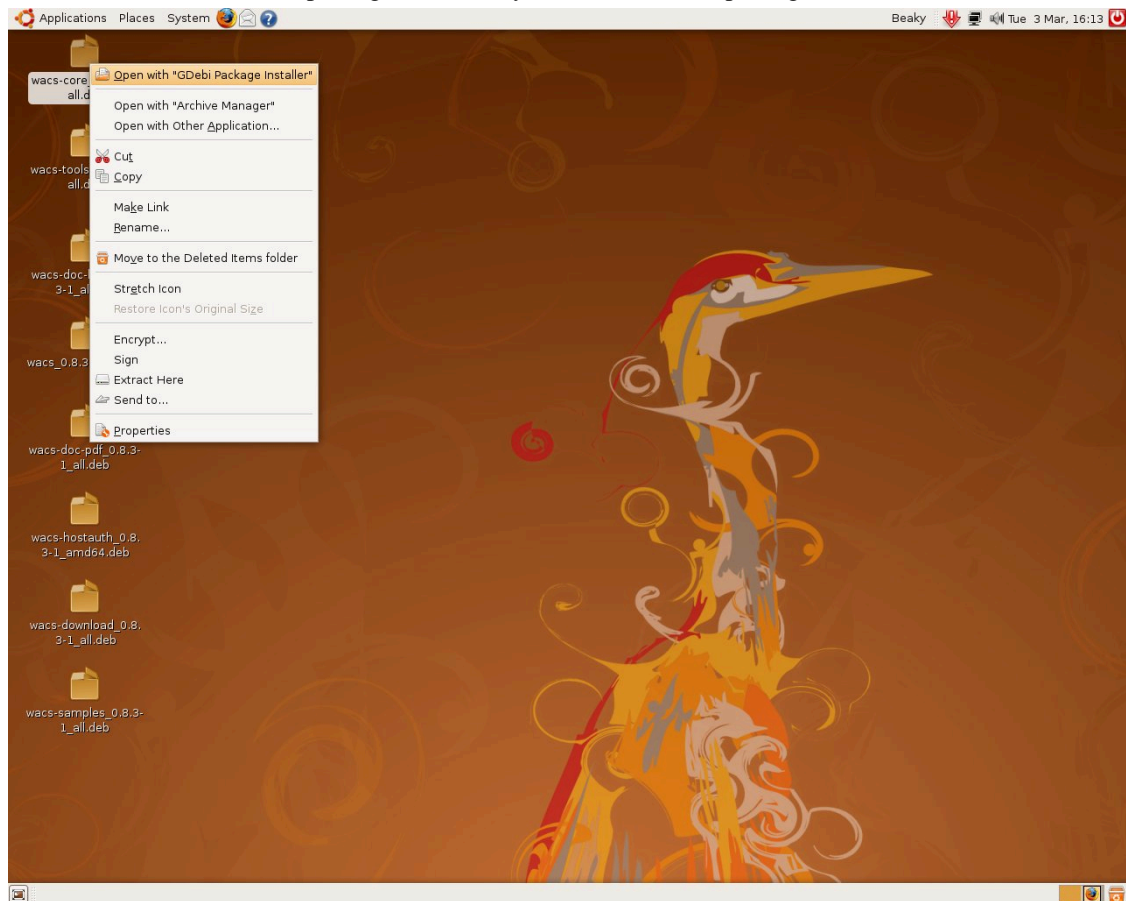 Applications Places System
Beaky
Tue 3 Mar, 16:13
wacs-core
all.d
wacs-tools
all.d
wacs-doc-
3-1_al
wacs_0.8.3
wacs-doc-pdf_0.8.3-
1_all.deb
wacs-hostauth_0.8.
3-1_amd64.deb
wacs-download_0.8.
3-1_all.deb
wacs-samples_0.8.3-
1_all.deb
Open with "GDebi Package Installer"
Open with "Archive Manager"
Open with Other Application...
Cut
Copy
Make Link
Rename...
Move to the Deleted Items folder
Stretch Icon
Restore Icon's Original Size
Encrypt...
Sign
Extract Here
Send to...
Properties